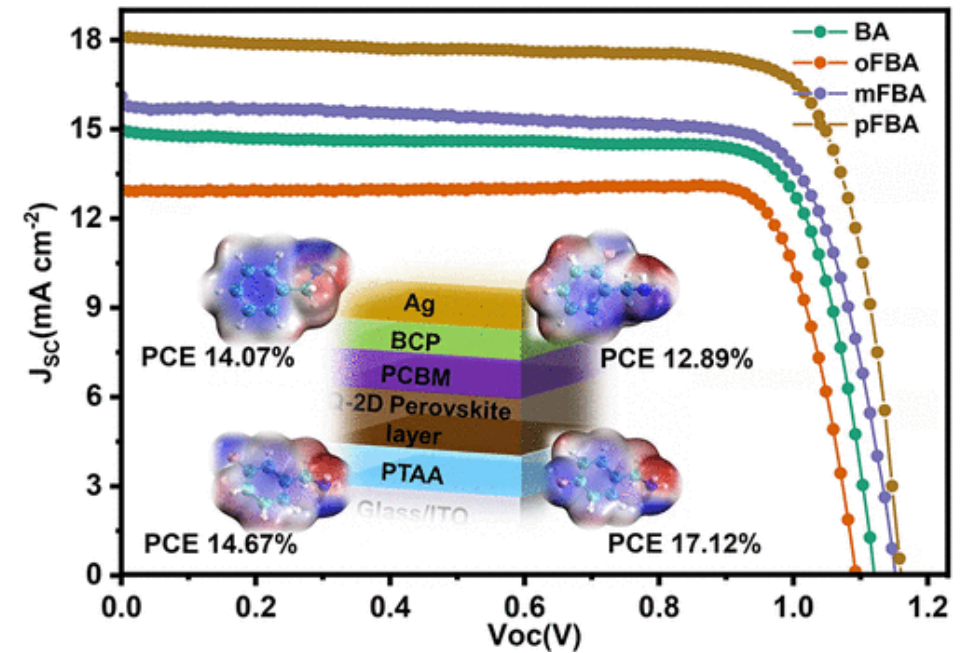 18
15
12
9
6
3
0
J_SC(mA cm⁻²)
BA
oFBA
mFBA
pFBA
PCE 14.07%
PCE 12.89%
Ag
BCP
PCBM
Q-2D Perovskite
layer
PTAA
Glass/ITO
PCE 14.67%
PCE 17.12%
0.0 0.2 0.4 0.6 0.8 1.0 1.2
Voc(V)